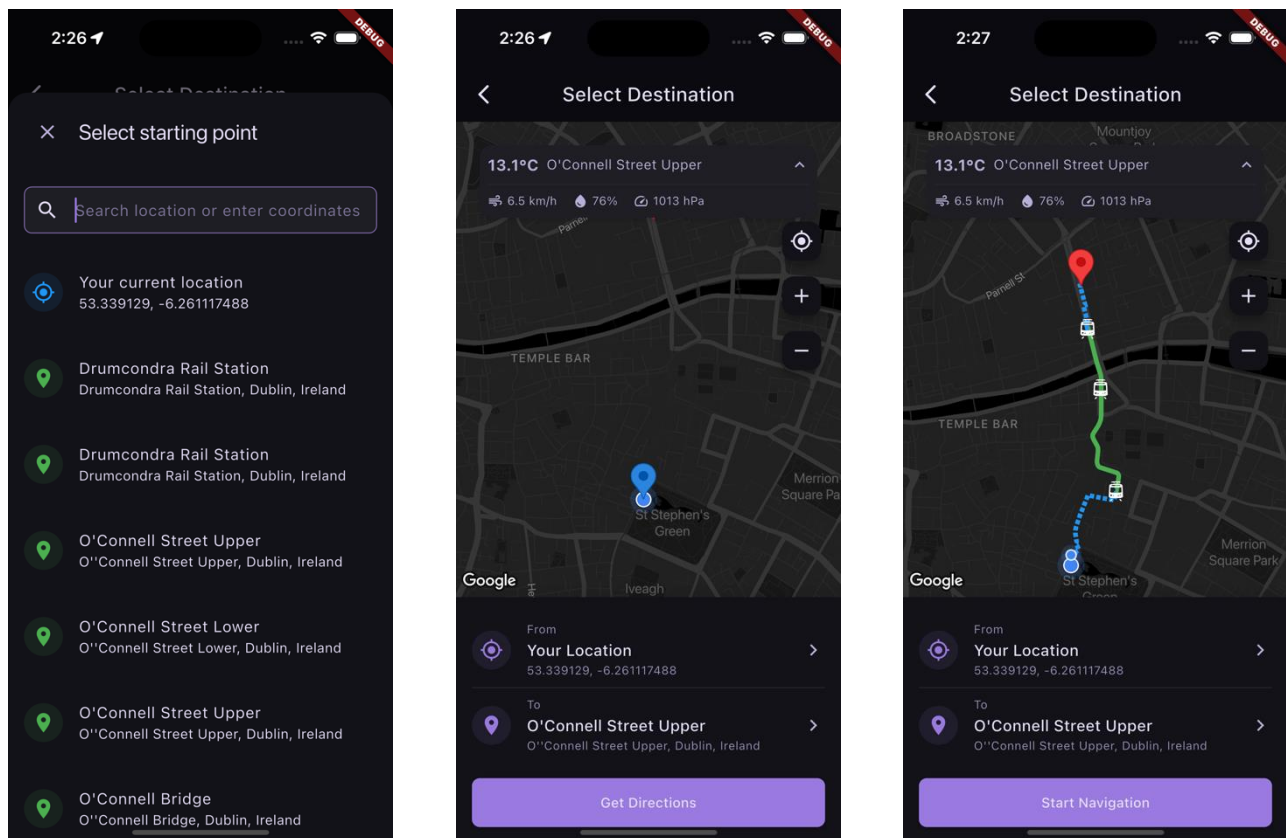 2:26
DEBUG
Select Destination
Select starting point
Search location or enter coordinates
Your current location
53.339129, -6.261117488
Drumcondra Rail Station
Drumcondra Rail Station, Dublin, Ireland
Drumcondra Rail Station
Drumcondra Rail Station, Dublin, Ireland
O'Connell Street Upper
O''Connell Street Upper, Dublin, Ireland
O'Connell Street Lower
O''Connell Street Lower, Dublin, Ireland
O'Connell Street Upper
O''Connell Street Upper, Dublin, Ireland
O'Connell Bridge
O''Connell Bridge, Dublin, Ireland
2:26
DEBUG
Select Destination
13.1°C O'Connell Street Upper
6.5 km/h 76% 1013 hPa
Parnell
TEMPLE BAR
Merrion
Square Pa
St Stephen's
Green
Iveagh
Google
From
Your Location
53.339129, -6.261117488
To
O'Connell Street Upper
O''Connell Street Upper, Dublin, Ireland
Get Directions
2:27
DEBUG
Select Destination
BROADSTONE
Mountjoy
13.1°C O'Connell Street Upper
6.5 km/h 76% 1013 hPa
Parnell St
TEMPLE BAR
Merrion
Square Park
St Stephen's
Green
Google
From
Your Location
53.339129, -6.261117488
To
O'Connell Street Upper
O''Connell Street Upper, Dublin, Ireland
Start Navigation